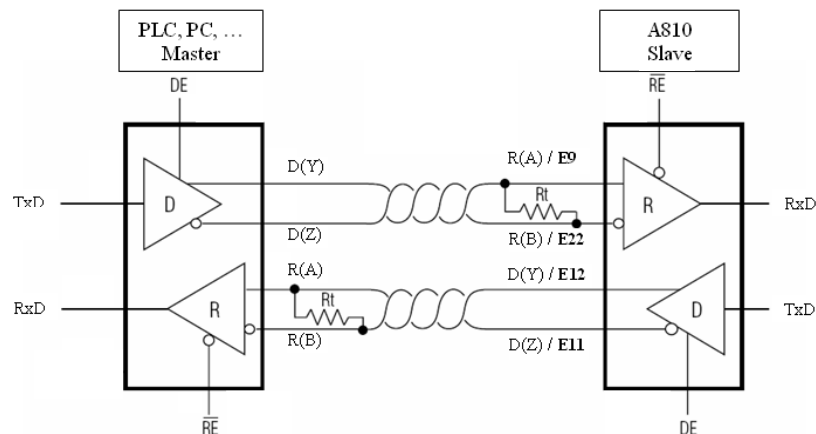 PLC, PC, ...
Master
A810
Slave
DE
RE
D(Y)
R(A) / E9
TxD
D
Rt
R
RxD
D(Z)
R(B) / E22
R(A)
D(Y) / E12
RxD
R
Rt
D
TxD
R(B)
D(Z) / E11
RE
DE